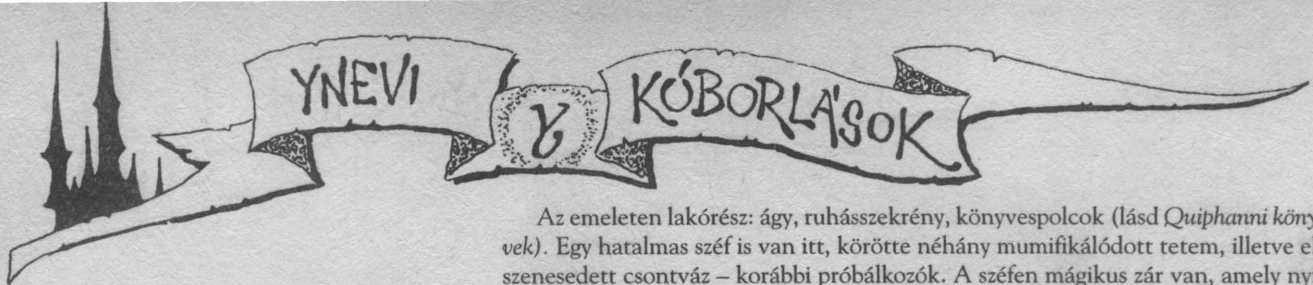 YNEVI KÓBORLÁSOK
Az emeleten lakórész: ágy, ruhásszekrény, könyvespolcok (lásd Quiphanni köny
vek). Egy hatalmas széf is van itt, körötte néhány mumifikálódott tetem, illetve e
szenesedett csontváz – korábbi próbálkozók. A széfen mágikus zár van, amely ny